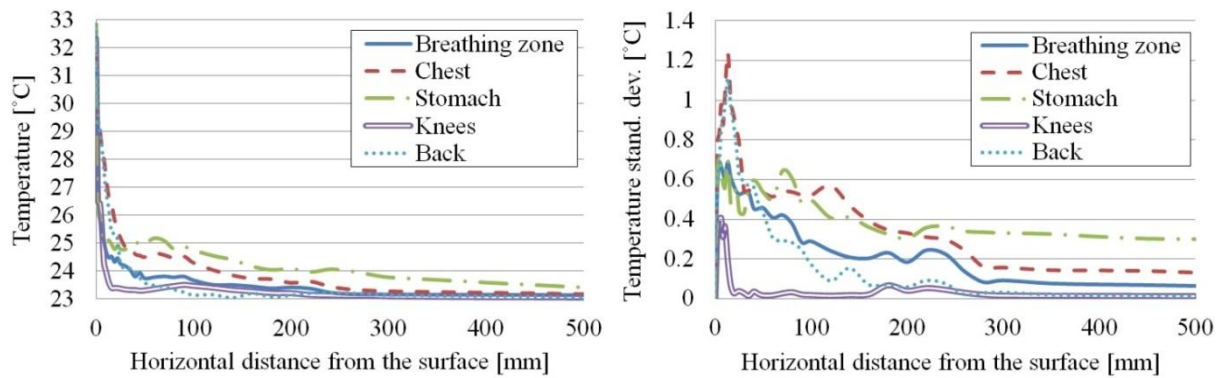 33
32
31
30
29
28
27
26
25
24
23
Temperature [˚C]
Breathing zone
Chest
Stomach
Knees
Back
0 100 200 300 400 500
Horizontal distance from the surface [mm]
1.4
1.2
1
0.8
0.6
0.4
0.2
0
Temperature stand. dev. [˚C]
Breathing zone
Chest
Stomach
Knees
Back
0 100 200 300 400 500
Horizontal distance from the surface [mm]